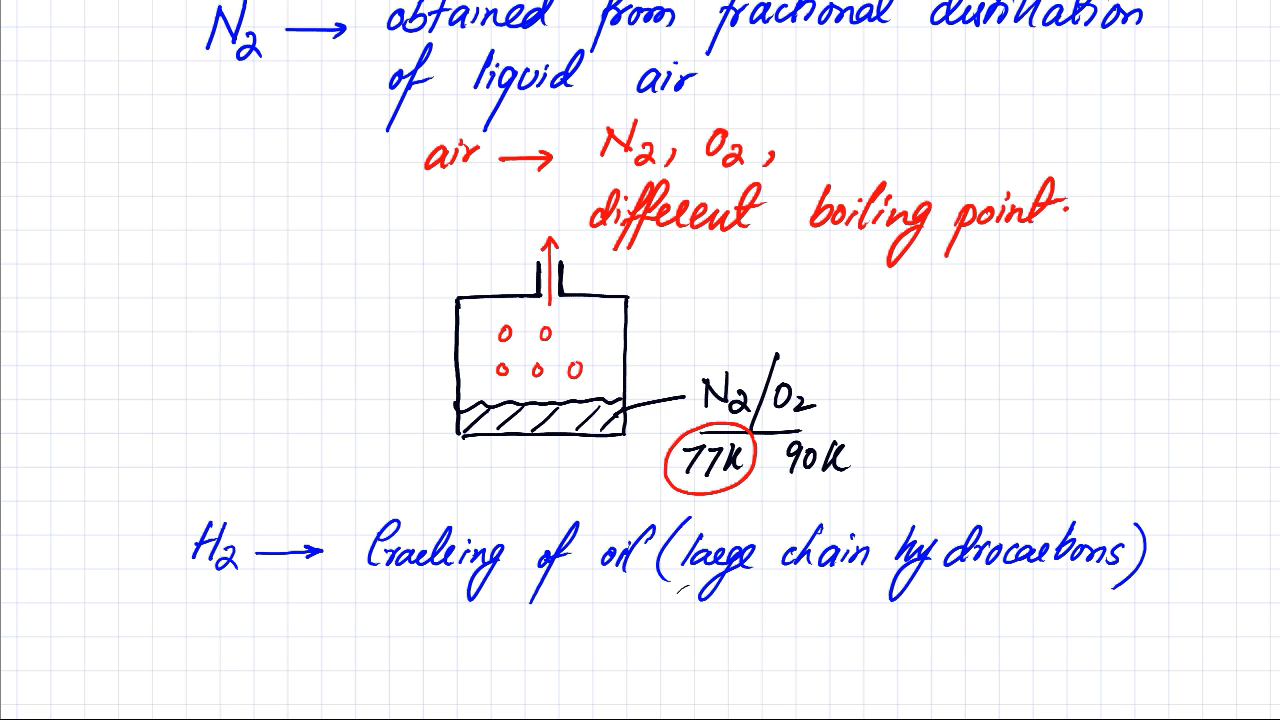 N₂ → obtained from fractional distillation
of liquid air
air → N₂, O₂,
different boiling point.
N₂/O₂
77K 90K
H₂ → Cracking of oil (large chain hydrocarbons)